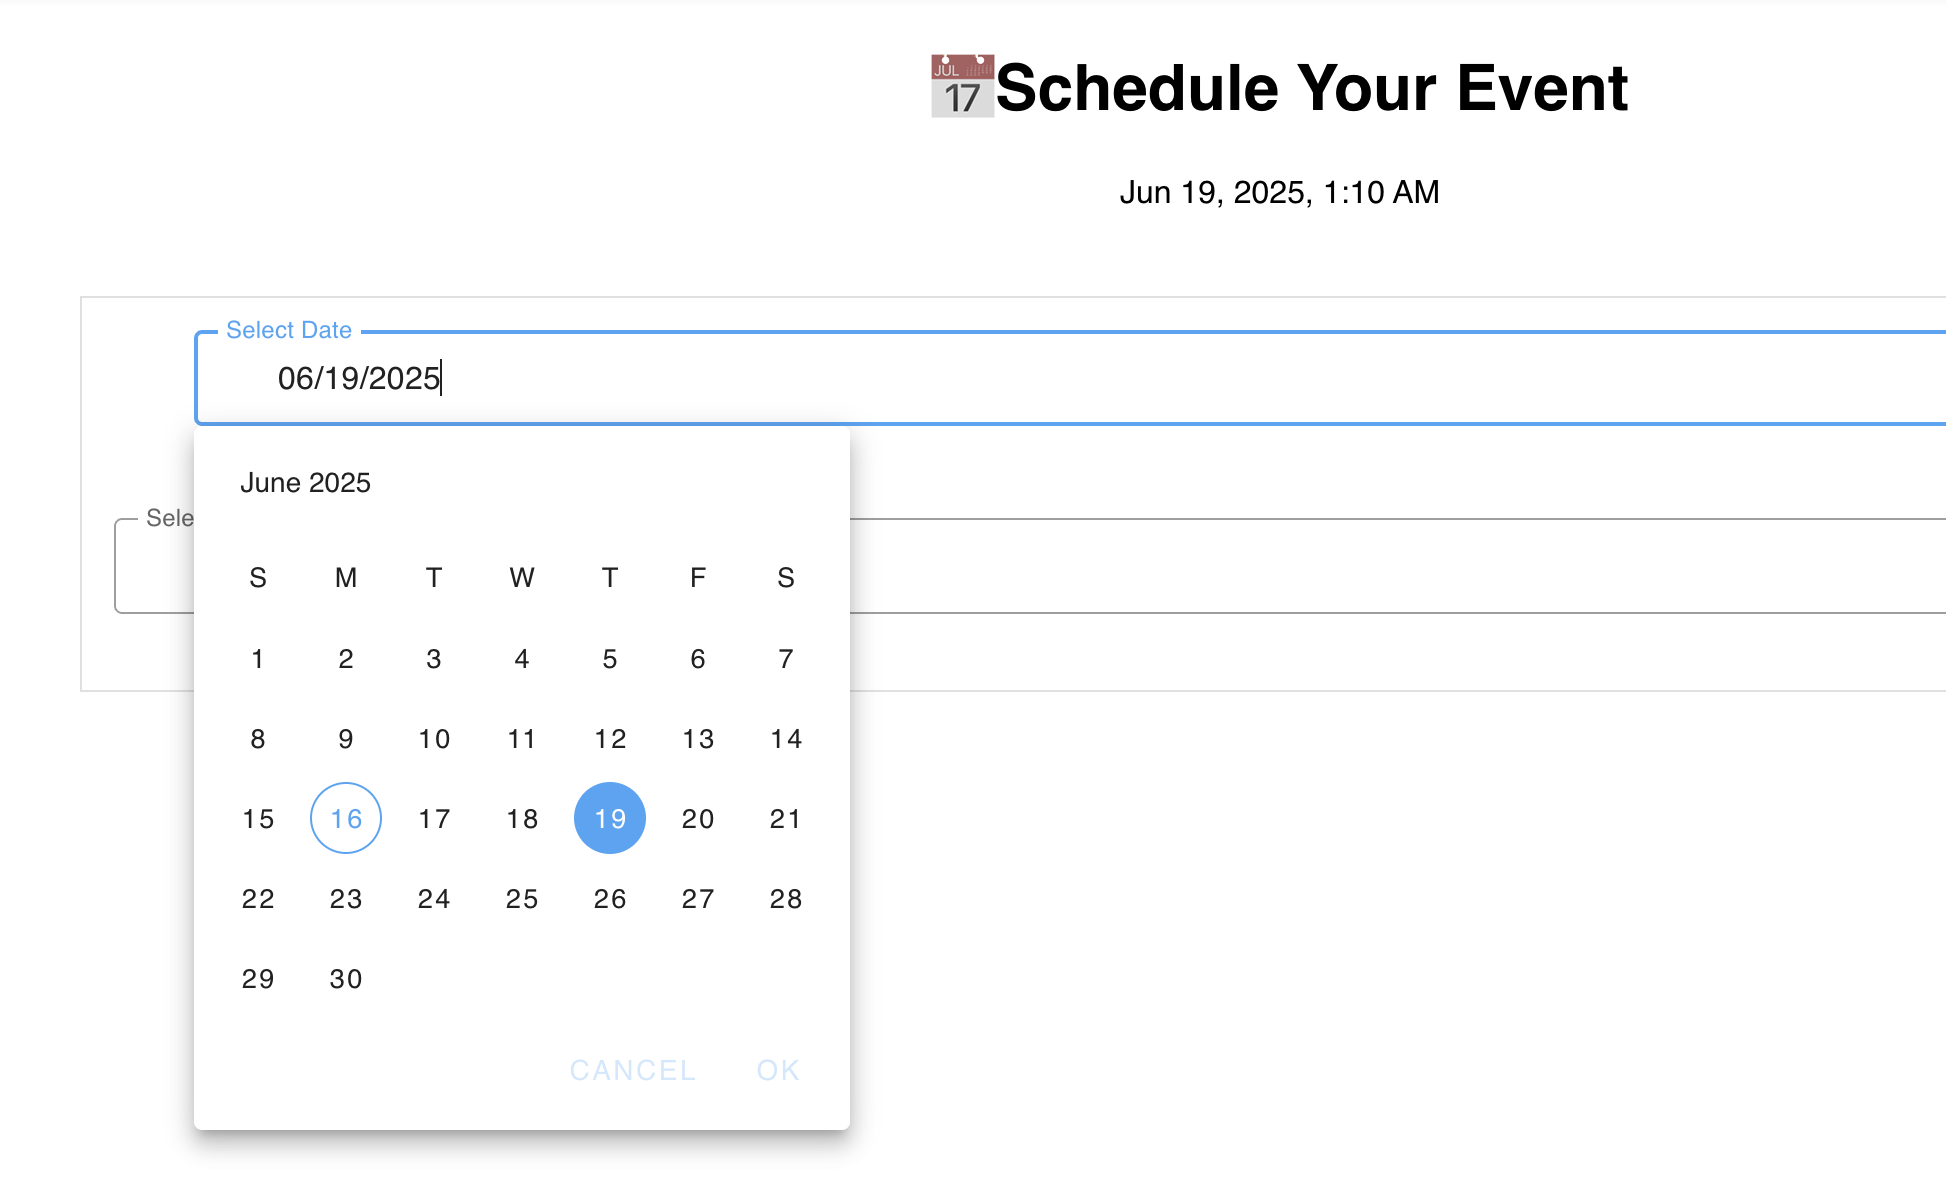 JUL
17
Schedule Your Event
Jun 19, 2025, 1:10 AM
Select Date
06/19/2025
June 2025
Sele
S M T W T F S
1 2 3 4 5 6 7
8 9 10 11 12 13 14
15 16 17 18 19 20 21
22 23 24 25 26 27 28
29 30
CANCEL OK